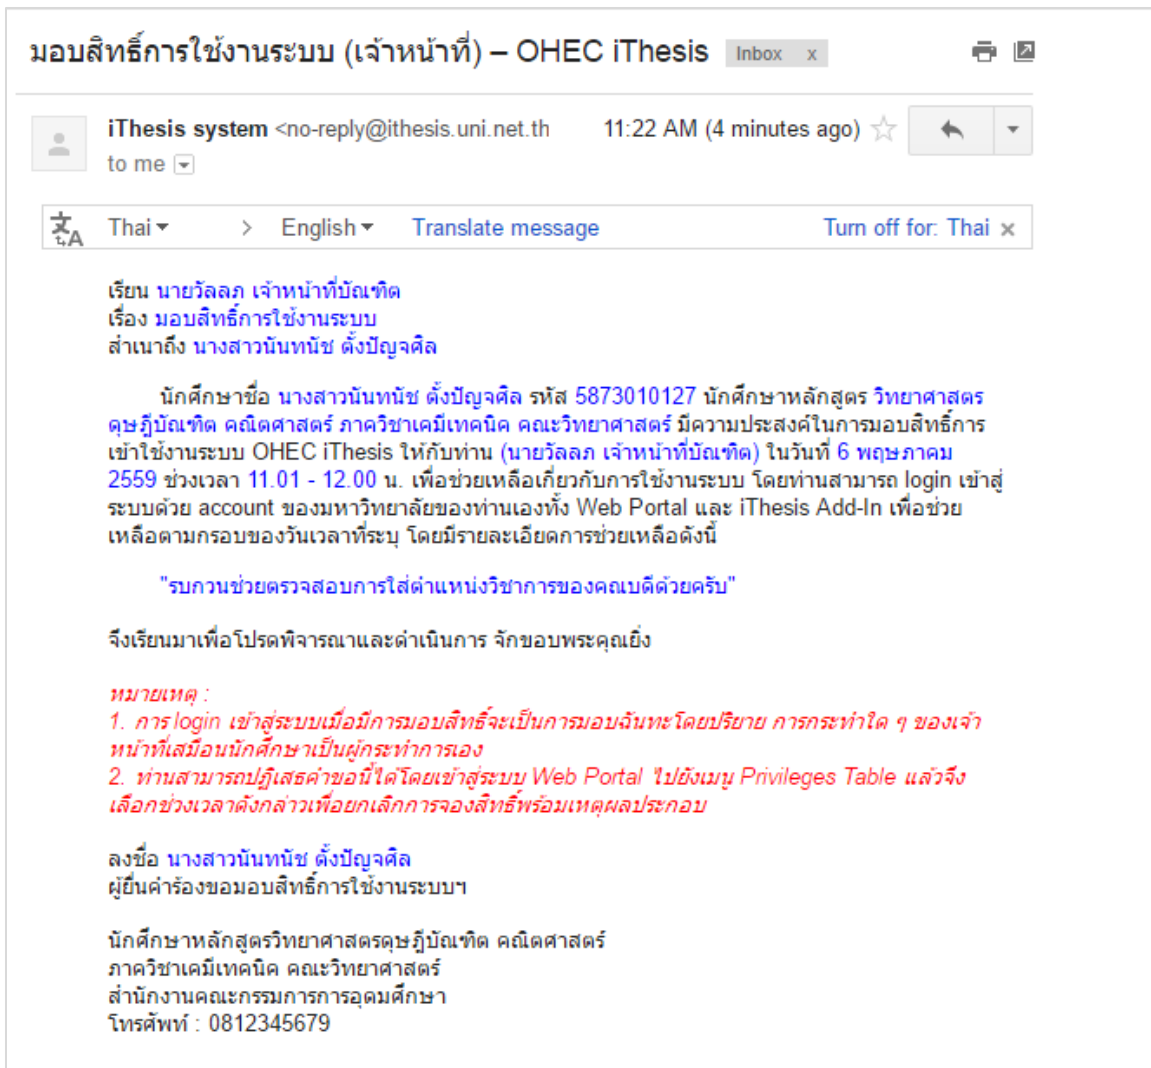 มอบสิทธิ์การใช้งานระบบ (เจ้าหน้าที่) – OHEC iThesis Inbox x
iThesis system <no-reply@ithesis.uni.net.th 11:22 AM (4 minutes ago)
to me
Thai > English Translate message Turn off for: Thai x
เรียน นายวัลลภ เจ้าหน้าที่บัณฑิต
เรื่อง มอบสิทธิ์การใช้งานระบบ
สำเนาถึง นางสาวนันทนัช ตั้งปัญจศิล
นักศึกษาชื่อ นางสาวนันทนัช ตั้งปัญจศิล รหัส 5873010127 นักศึกษาหลักสูตร วิทยาศาสตร
ดุษฎีบัณฑิต คณิตศาสตร์ ภาควิชาเคมีเทคนิค คณะวิทยาศาสตร์ มีความประสงค์ในการมอบสิทธิ์การ
เข้าใช้งานระบบ OHEC iThesis ให้กับท่าน (นายวัลลภ เจ้าหน้าที่บัณฑิต) ในวันที่ 6 พฤษภาคม
2559 ช่วงเวลา 11.01 - 12.00 น. เพื่อช่วยเหลือเกี่ยวกับการใช้งานระบบ โดยท่านสามารถ login เข้าสู่
ระบบด้วย account ของมหาวิทยาลัยของท่านเองทั้ง Web Portal และ iThesis Add-In เพื่อช่วย
เหลือตามกรอบของวันเวลาที่ระบุ โดยมีรายละเอียดการช่วยเหลือดังนี้
"รบกวนช่วยตรวจสอบการใส่ตำแหน่งวิชาการของคณบดีด้วยครับ"
จึงเรียนมาเพื่อโปรดพิจารณาและดำเนินการ จักขอบพระคุณยิ่ง
หมายเหตุ :
1. การ login เข้าสู่ระบบเมื่อมีการมอบสิทธิ์จะเป็นการมอบฉันทะโดยปริยาย การกระทำใด ๆ ของเจ้า
หน้าที่เสมือนนักศึกษาเป็นผู้กระทำการเอง
2. ท่านสามารถปฏิเสธคำขอนี้ได้โดยเข้าสู่ระบบ Web Portal ไปยังเมนู Privileges Table แล้วจึง
เลือกช่วงเวลาดังกล่าวเพื่อยกเลิกการจองสิทธิ์พร้อมเหตุผลประกอบ
ลงชื่อ นางสาวนันทนัช ตั้งปัญจศิล
ผู้ยื่นคำร้องขอมอบสิทธิ์การใช้งานระบบฯ
นักศึกษาหลักสูตรวิทยาศาสตรดุษฎีบัณฑิต คณิตศาสตร์
ภาควิชาเคมีเทคนิค คณะวิทยาศาสตร์
สำนักงานคณะกรรมการการอุดมศึกษา
โทรศัพท์ : 0812345679